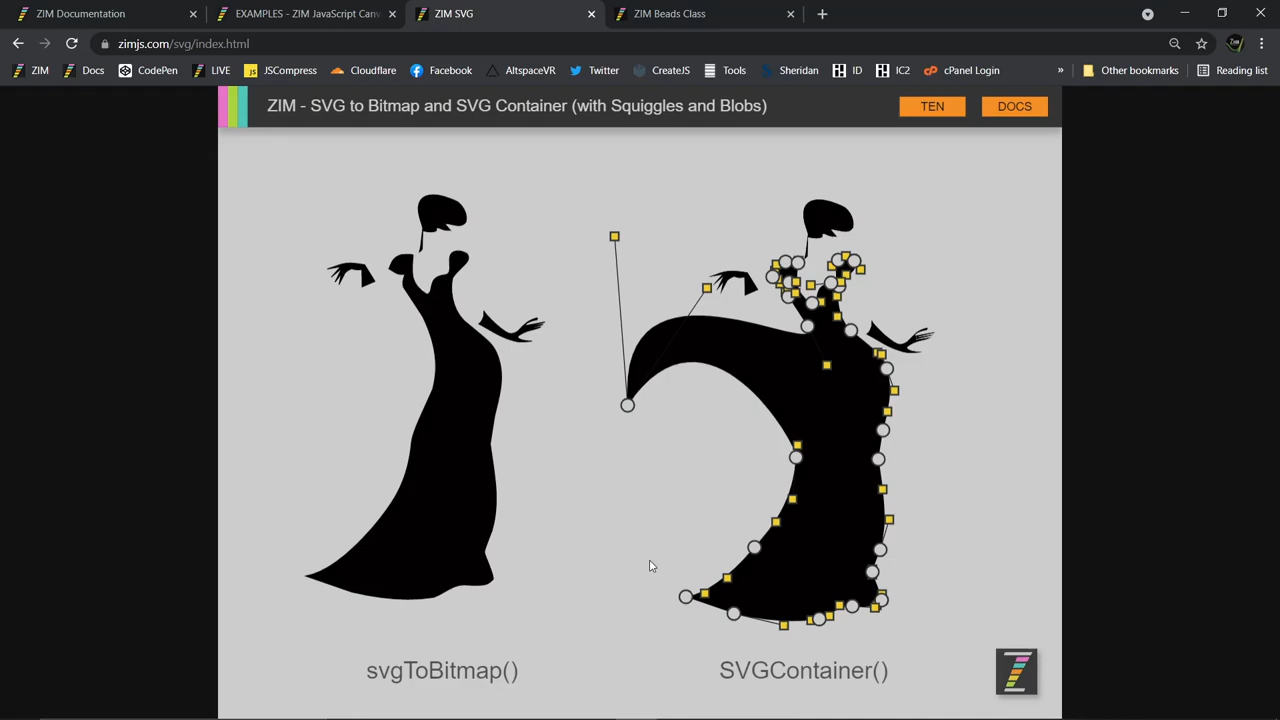 ZIM Documentation
EXAMPLES - ZIM JavaScript Canv
ZIM SVG
ZIM Beads Class
zimjs.com/svg/index.html
ZIM
Docs
CodePen
LIVE
JSCompress
Cloudflare
Facebook
AltspaceVR
Twitter
CreateJS
Tools
Sheridan
ID
IC2
cPanel Login
»
Other bookmarks
Reading list
ZIM - SVG to Bitmap and SVG Container (with Squiggles and Blobs)
TEN
DOCS
svgToBitmap()
SVGContainer()